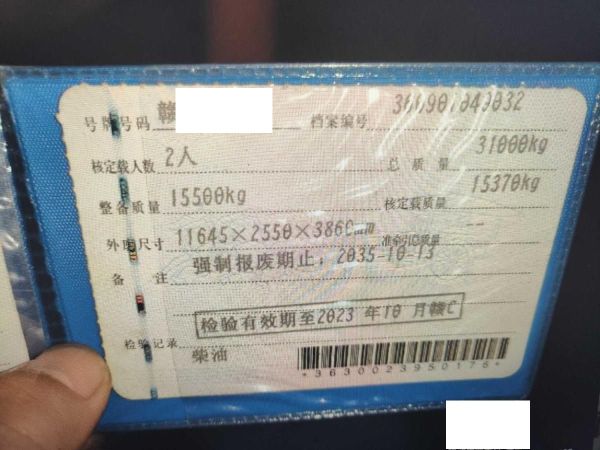 号牌号码 赣 档案编号 360901040032
核定载人数 2人 总质量 31000kg
整备质量 15500kg 核定载质量 15370kg
外廓尺寸 11645×2550×3860mm 准牵引总质量 --
备注 强制报废期止：2035-10-13
检验有效期至2023年10月赣C
检验记录 柴油
*3630023950175*